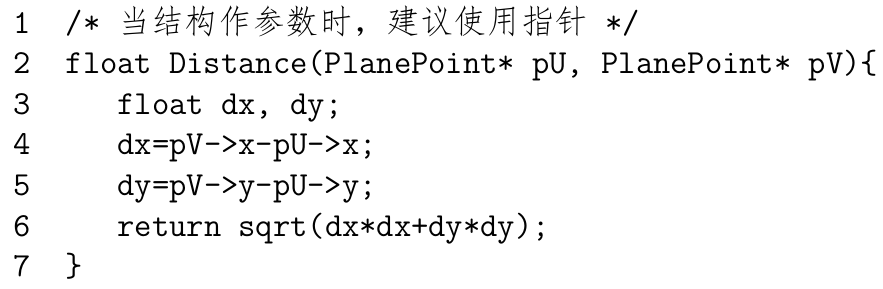 1 /* 当结构作参数时，建议使用指针 */
2 float Distance(PlanePoint* pU, PlanePoint* pV){
3    float dx, dy;
4    dx=pV->x-pU->x;
5    dy=pV->y-pU->y;
6    return sqrt(dx*dx+dy*dy);
7 }